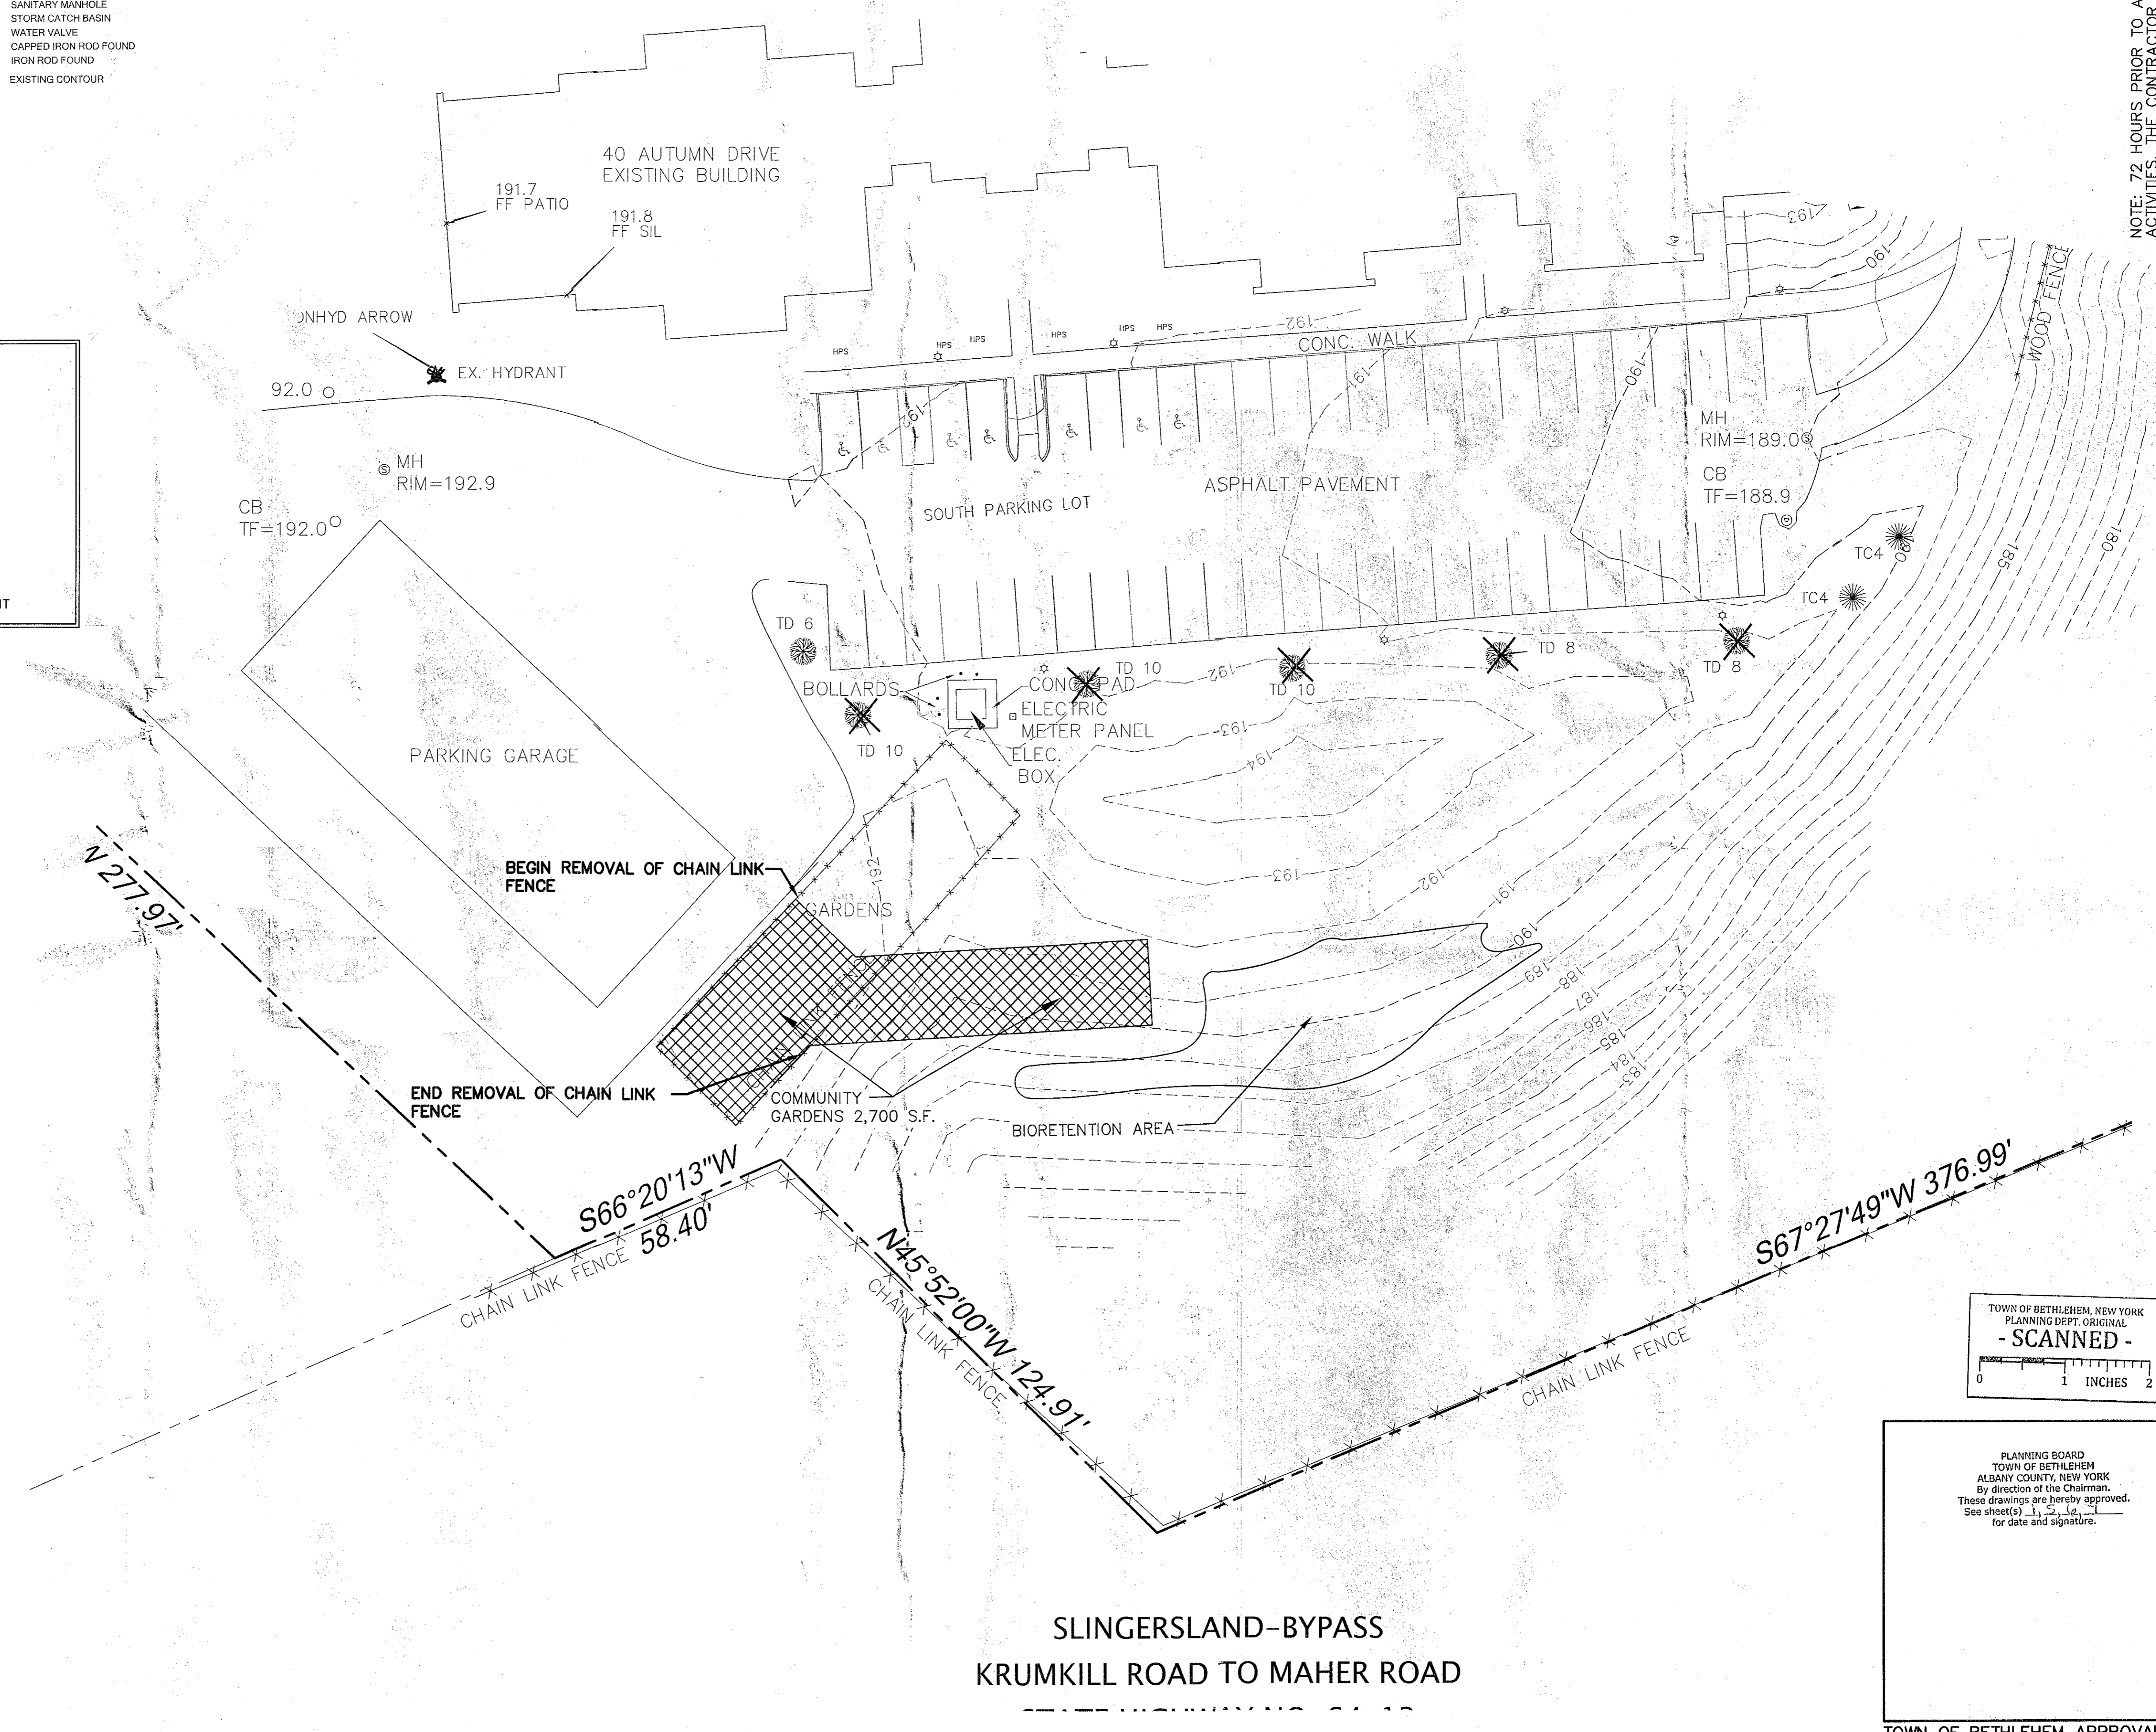 SANITARY MANHOLE
STORM CATCH BASIN
WATER VALVE
CAPPED IRON ROD FOUND
IRON ROD FOUND
EXISTING CONTOUR
NOTE: 72 HOURS PRIOR TO
ACTIVITIES, THE CONTRACTOR
40 AUTUMN DRIVE
EXISTING BUILDING
191.7
FF PATIO
191.8
FF SIL
193
190
WOOD FENCE
ARROW
EX. HYDRANT
92.0
HPS
HPS
HPS
HPS
HPS
HPS
192
CONC. WALK
192
191
190
MH
RIM=189.0
CB
TF=188.9
MH
RIM=192.9
CB
TF=192.0
SOUTH PARKING LOT
ASPHALT PAVEMENT
TC4
190
185
180
TC4
TD 6
TD 10
TD 10
TD 8
TD 8
BOLLARDS
CONC. PAD
ELECTRIC
METER PANEL
ELEC.
BOX
TD 10
192
193
194
PARKING GARAGE
BEGIN REMOVAL OF CHAIN LINK
FENCE
192
GARDENS
193
192
191
190
189
188
187
186
185
184
183
N 277.97'
END REMOVAL OF CHAIN LINK
FENCE
CHAIN LINK FENCE
COMMUNITY
GARDENS 2,700 S.F.
BIORETENTION AREA
S66°20'13"W
58.40'
CHAIN LINK FENCE
N45°52'00"W 124.91'
CHAIN LINK FENCE
S67°27'49"W 376.99'
CHAIN LINK FENCE
TOWN OF BETHLEHEM, NEW YORK
PLANNING DEPT. ORIGINAL
- SCANNED -
0 1 INCHES 2
PLANNING BOARD
TOWN OF BETHLEHEM
ALBANY COUNTY, NEW YORK
By direction of the Chairman.
These drawings are hereby approved.
See sheet(s) 1, 5, 6, 7
for date and signature.
SLINGERSLAND-BYPASS
KRUMKILL ROAD TO MAHER ROAD
TOWN OF BETHLEHEM APPROVAL